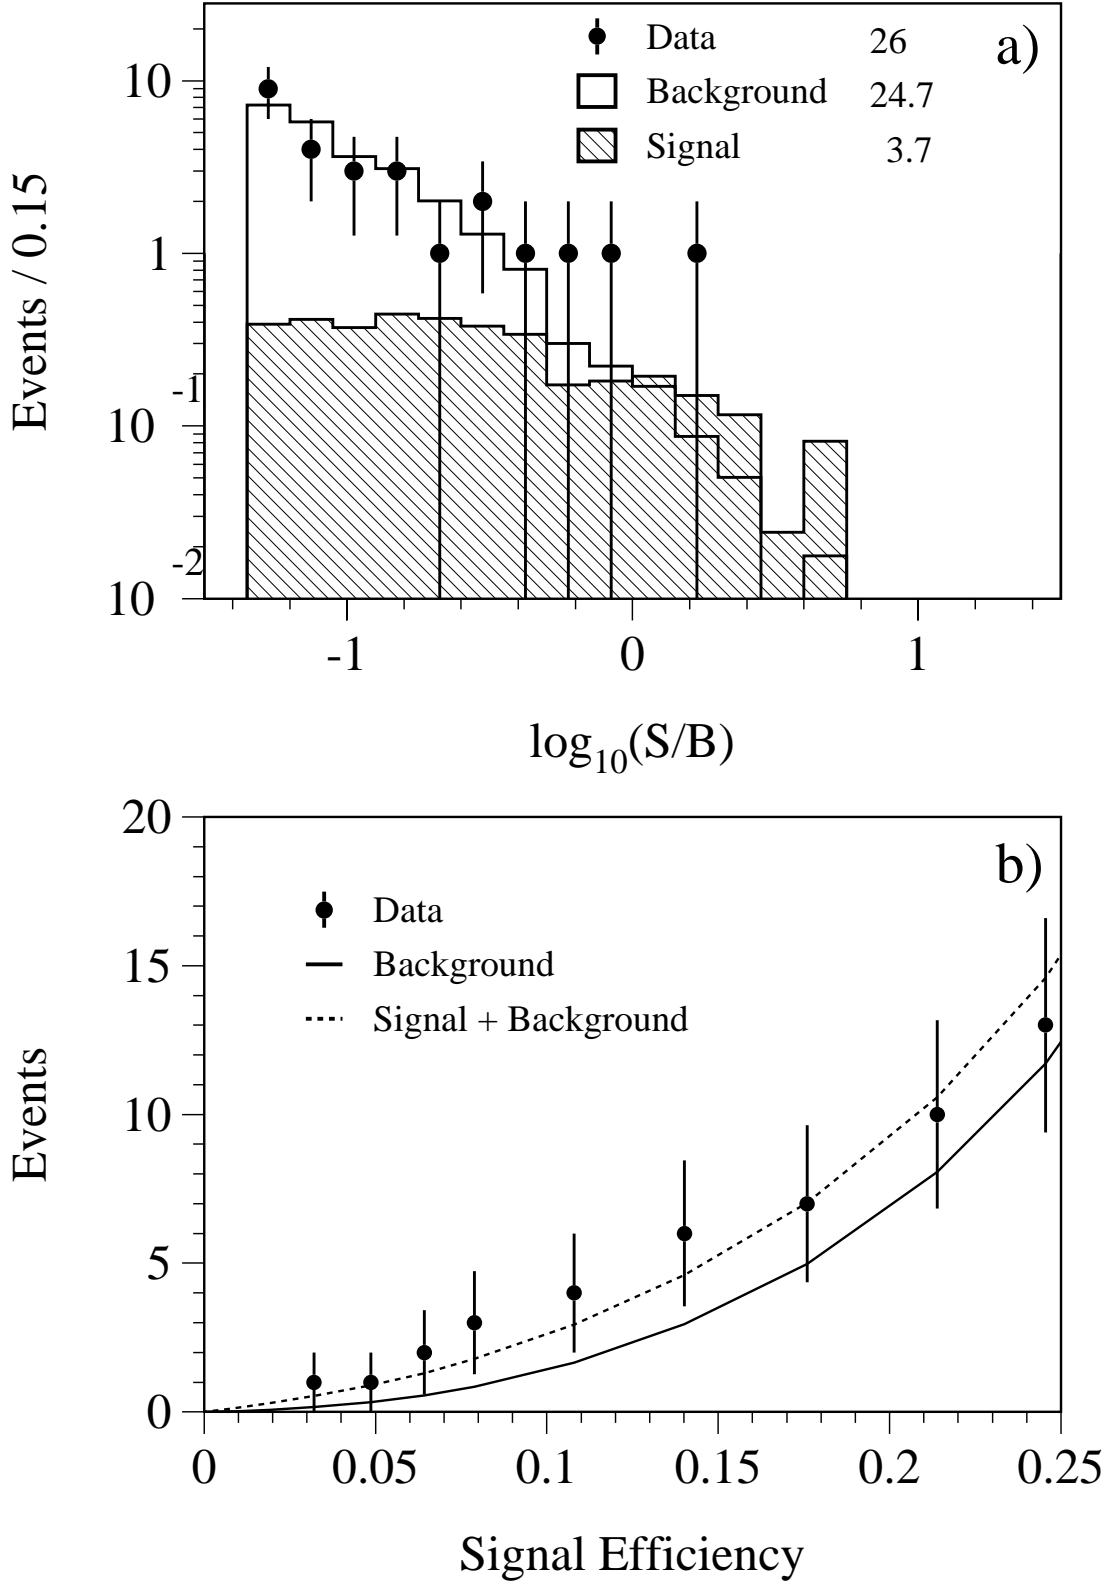 a)
Data 26
Background 24.7
Signal 3.7
Events / 0.15
10
1
10 -1
10 -2
-1 0 1
log10(S/B)
b)
Data
Background
Signal + Background
Events
20
15
10
5
0
0 0.05 0.1 0.15 0.2 0.25
Signal Efficiency